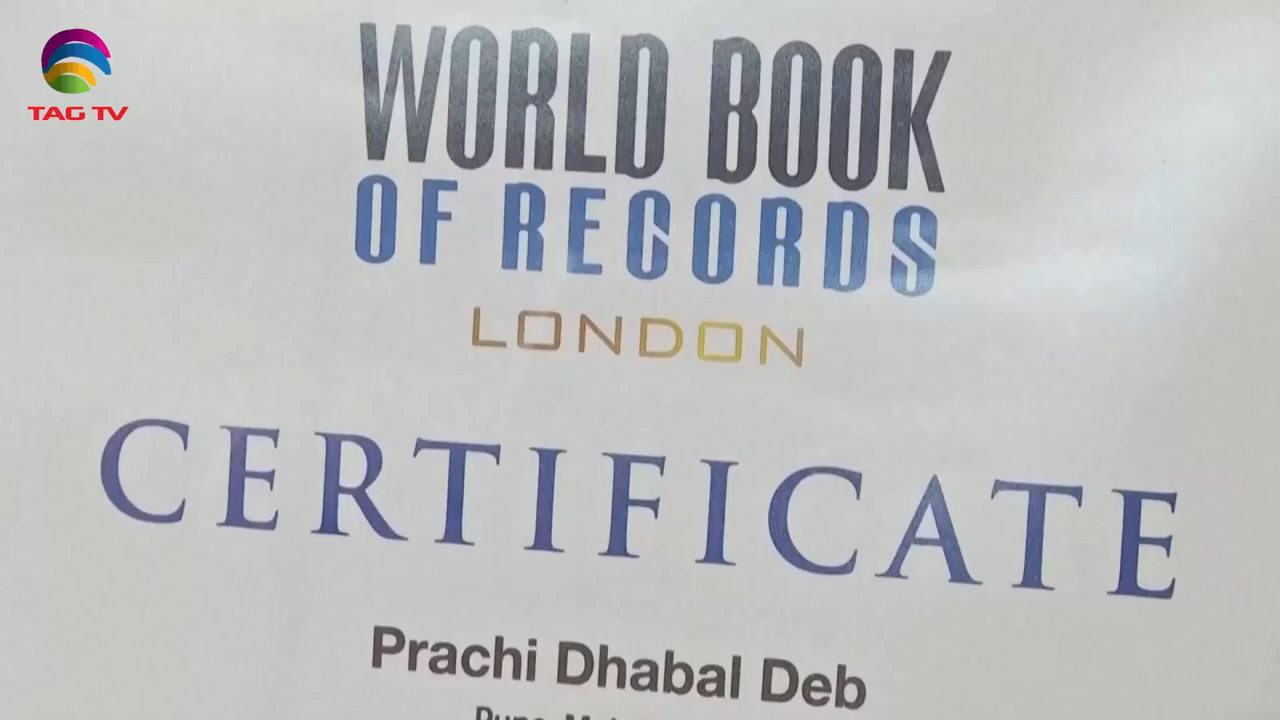 TAG TV
WORLD BOOK
OF RECORDS
LONDON
CERTIFICATE
Prachi Dhabal Deb